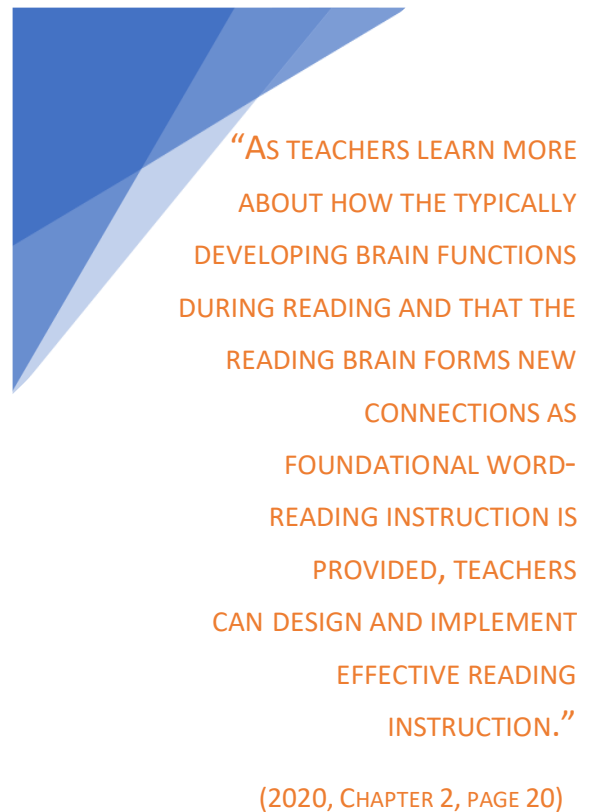 “As teachers learn more
about how the typically
developing brain functions
during reading and that the
reading brain forms new
connections as
foundational word-
reading instruction is
provided, teachers
can design and implement
effective reading
instruction.”
(2020, Chapter 2, page 20)